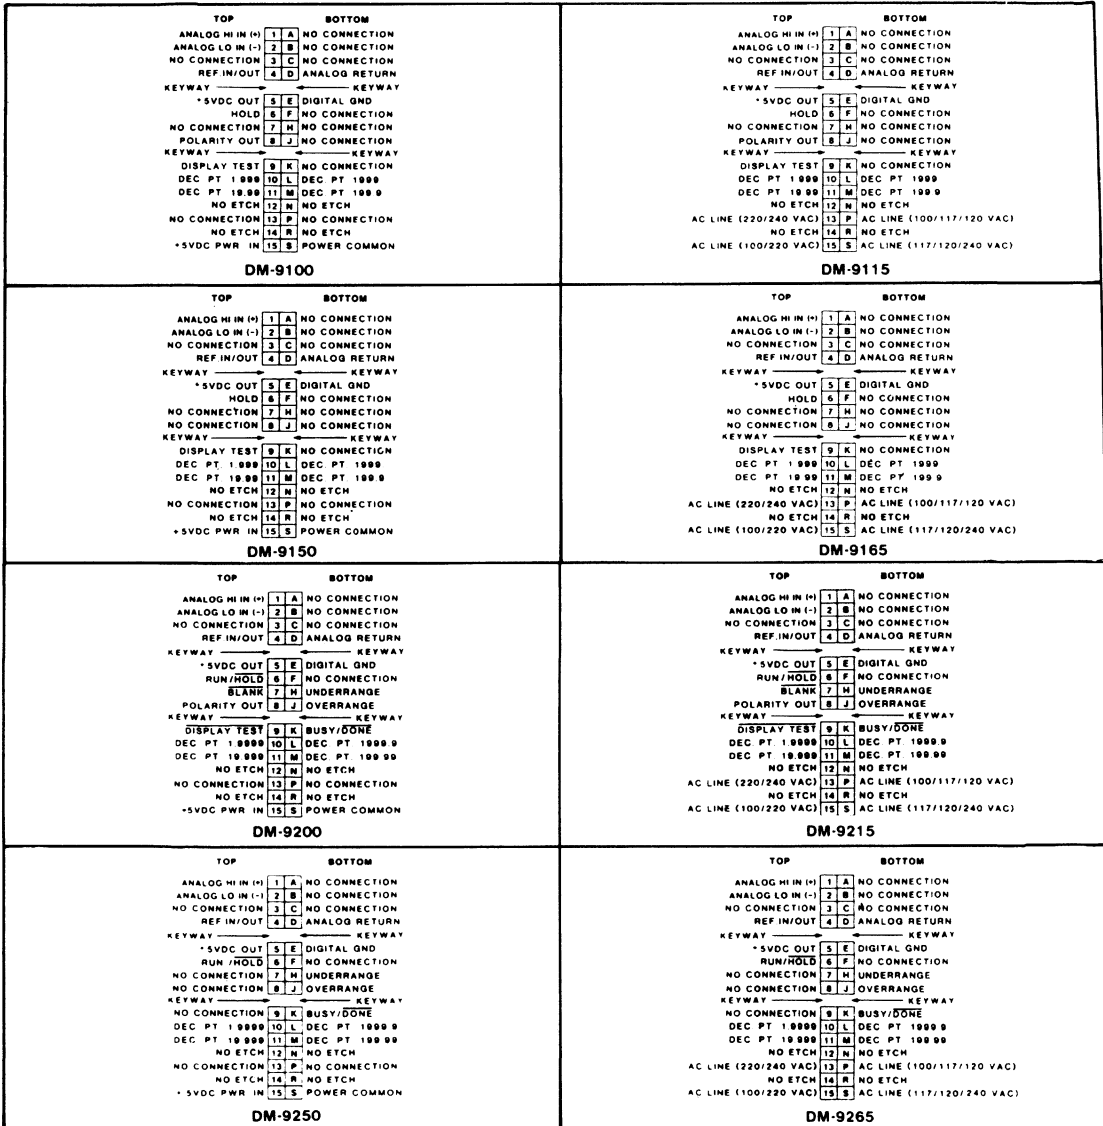 TOP BOTTOM
ANALOG HI IN (+) 1 A NO CONNECTION
ANALOG LO IN (-) 2 B NO CONNECTION
NO CONNECTION 3 C NO CONNECTION
REF IN/OUT 4 D ANALOG RETURN
KEYWAY KEYWAY
+5VDC OUT 5 E DIGITAL GND
HOLD 6 F NO CONNECTION
NO CONNECTION 7 H NO CONNECTION
POLARITY OUT 8 J NO CONNECTION
KEYWAY KEYWAY
DISPLAY TEST 9 K NO CONNECTION
DEC PT 1.999 10 L DEC PT 1999
DEC PT 19.99 11 M DEC PT 199.9
NO ETCH 12 N NO ETCH
NO CONNECTION 13 P NO CONNECTION
NO ETCH 14 R NO ETCH
+5VDC PWR IN 15 S POWER COMMON
DM-9100
TOP BOTTOM
ANALOG HI IN (+) 1 A NO CONNECTION
ANALOG LO IN (-) 2 B NO CONNECTION
NO CONNECTION 3 C NO CONNECTION
REF IN/OUT 4 D ANALOG RETURN
KEYWAY KEYWAY
+5VDC OUT 5 E DIGITAL GND
HOLD 6 F NO CONNECTION
NO CONNECTION 7 H NO CONNECTION
POLARITY OUT 8 J NO CONNECTION
KEYWAY KEYWAY
DISPLAY TEST 9 K NO CONNECTION
DEC PT 1.999 10 L DEC PT 1999
DEC PT 19.99 11 M DEC PT 199.9
NO ETCH 12 N NO ETCH
AC LINE (220/240 VAC) 13 P AC LINE (100/117/120 VAC)
NO ETCH 14 R NO ETCH
AC LINE (100/220 VAC) 15 S AC LINE (117/120/240 VAC)
DM-9115
TOP BOTTOM
ANALOG HI IN (+) 1 A NO CONNECTION
ANALOG LO IN (-) 2 B NO CONNECTION
NO CONNECTION 3 C NO CONNECTION
REF IN/OUT 4 D ANALOG RETURN
KEYWAY KEYWAY
+5VDC OUT 5 E DIGITAL GND
HOLD 6 F NO CONNECTION
NO CONNECTION 7 H NO CONNECTION
NO CONNECTION 8 J NO CONNECTION
KEYWAY KEYWAY
DISPLAY TEST 9 K NO CONNECTION
DEC PT. 1.999 10 L DEC. PT. 1999
DEC PT 19.99 11 M DEC PT. 199.9
NO ETCH 12 N NO ETCH
NO CONNECTION 13 P NO CONNECTION
NO ETCH 14 R NO ETCH
+5VDC PWR IN 15 S POWER COMMON
DM-9150
TOP BOTTOM
ANALOG HI IN (+) 1 A NO CONNECTION
ANALOG LO IN (-) 2 B NO CONNECTION
NO CONNECTION 3 C NO CONNECTION
REF IN/OUT 4 D ANALOG RETURN
KEYWAY KEYWAY
+5VDC OUT 5 E DIGITAL GND
HOLD 6 F NO CONNECTION
NO CONNECTION 7 H NO CONNECTION
NO CONNECTION 8 J NO CONNECTION
KEYWAY KEYWAY
DISPLAY TEST 9 K NO CONNECTION
DEC PT 1.999 10 L DEC PT 1999
DEC PT 19.99 11 M DEC PT 199.9
NO ETCH 12 N NO ETCH
AC LINE (220/240 VAC) 13 P AC LINE (100/117/120 VAC)
NO ETCH 14 R NO ETCH
AC LINE (100/220 VAC) 15 S AC LINE (117/120/240 VAC)
DM-9165
TOP BOTTOM
ANALOG HI IN (+) 1 A NO CONNECTION
ANALOG LO IN (-) 2 B NO CONNECTION
NO CONNECTION 3 C NO CONNECTION
REF IN/OUT 4 D ANALOG RETURN
KEYWAY KEYWAY
+5VDC OUT 5 E DIGITAL GND
RUN/HOLD 6 F NO CONNECTION
BLANK 7 H UNDERRANGE
POLARITY OUT 8 J OVERRANGE
KEYWAY KEYWAY
DISPLAY TEST 9 K BUSY/DONE
DEC PT 1.9999 10 L DEC. PT. 1999.9
DEC PT 19.999 11 M DEC PT. 199.99
NO ETCH 12 N NO ETCH
NO CONNECTION 13 P NO CONNECTION
NO ETCH 14 R NO ETCH
+5VDC PWR IN 15 S POWER COMMON
DM-9200
TOP BOTTOM
ANALOG HI IN (+) 1 A NO CONNECTION
ANALOG LO IN (-) 2 B NO CONNECTION
NO CONNECTION 3 C NO CONNECTION
REF.IN/OUT 4 D ANALOG RETURN
KEYWAY KEYWAY
+5VDC OUT 5 E DIGITAL GND
RUN/HOLD 6 F NO CONNECTION
BLANK 7 H UNDERRANGE
POLARITY OUT 8 J OVERRANGE
KEYWAY KEYWAY
DISPLAY TEST 9 K BUSY/DONE
DEC. PT. 1.9999 10 L DEC. PT. 1999.9
DEC. PT. 19.999 11 M DEC. PT. 199.99
NO ETCH 12 N NO ETCH
AC LINE (220/240 VAC) 13 P AC LINE (100/117/120 VAC)
NO ETCH 14 R NO ETCH
AC LINE (100/220 VAC) 15 S AC LINE (117/120/240 VAC)
DM-9215
TOP BOTTOM
ANALOG HI IN (+) 1 A NO CONNECTION
ANALOG LO IN (-) 2 B NO CONNECTION
NO CONNECTION 3 C NO CONNECTION
REF IN/OUT 4 D ANALOG RETURN
KEYWAY KEYWAY
+5VDC OUT 5 E DIGITAL GND
RUN /HOLD 6 F NO CONNECTION
NO CONNECTION 7 H UNDERRANGE
NO CONNECTION 8 J OVERRANGE
KEYWAY KEYWAY
NO CONNECTION 9 K BUSY/DONE
DEC PT 1.9999 10 L DEC PT 1999.9
DEC PT 19.999 11 M DEC PT 199.99
NO ETCH 12 N NO ETCH
NO CONNECTION 13 P NO CONNECTION
NO ETCH 14 R NO ETCH
+5VDC PWR IN 15 S POWER COMMON
DM-9250
TOP BOTTOM
ANALOG HI IN (+) 1 A NO CONNECTION
ANALOG LO IN (-) 2 B NO CONNECTION
NO CONNECTION 3 C NO CONNECTION
REF IN/OUT 4 D ANALOG RETURN
KEYWAY KEYWAY
+5VDC OUT 5 E DIGITAL GND
RUN/HOLD 6 F NO CONNECTION
NO CONNECTION 7 H UNDERRANGE
NO CONNECTION 8 J OVERRANGE
KEYWAY KEYWAY
NO CONNECTION 9 K BUSY/DONE
DEC PT 1.9999 10 L DEC PT 1999.9
DEC PT 19.999 11 M DEC PT 199.99
NO ETCH 12 N NO ETCH
AC LINE (220/240 VAC) 13 P AC LINE (100/117/120 VAC)
NO ETCH 14 R NO ETCH
AC LINE (100/220 VAC) 15 S AC LINE (117/120/240 VAC)
DM-9265